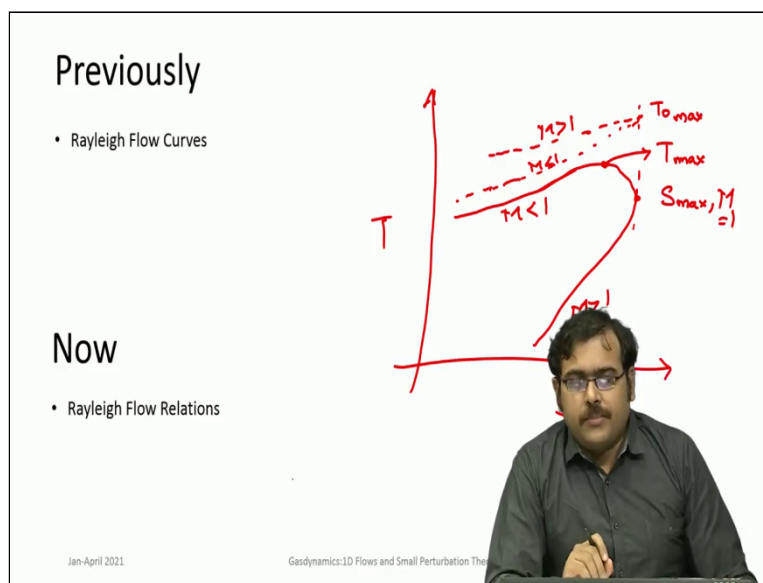 Previously
• Rayleigh Flow Curves
T
M>1
M≤1
M<1
T₀max
Tmax
Smax, M
=1
M>1
Now
• Rayleigh Flow Relations
Jan-April 2021
Gasdynamics:1D Flows and Small Perturbation